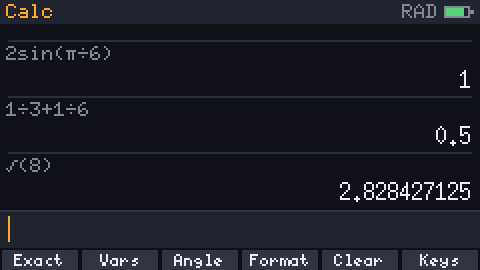 Calc RAD
2sin(π÷6)
1
1÷3+1÷6
0.5
√(8)
2.828427125
Exact Vars Angle Format Clear Keys